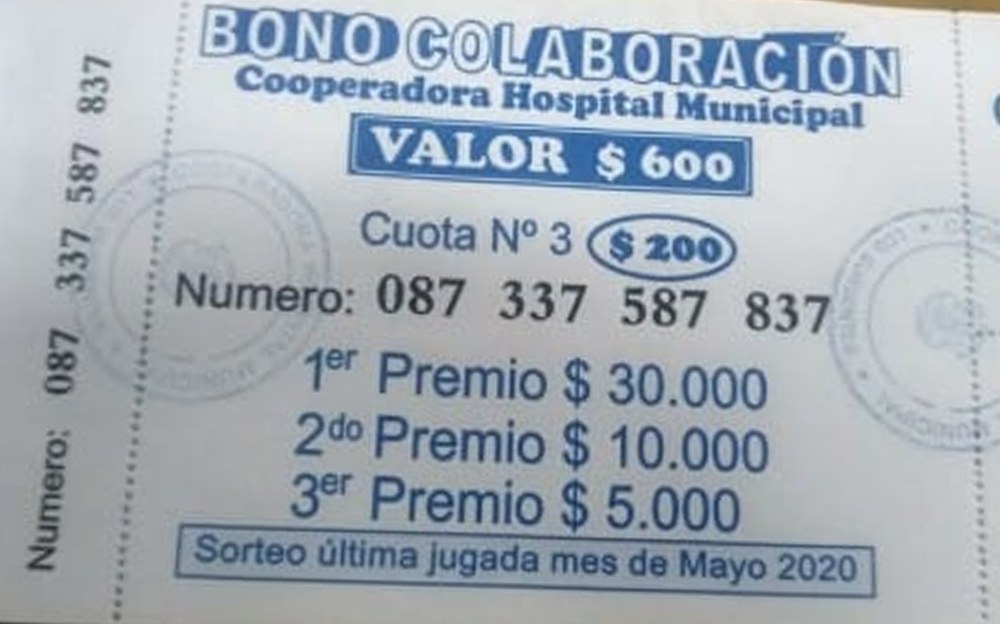 BONO COLABORACIÓN
Cooperadora Hospital Municipal
VALOR $ 600
Cuota Nº 3 $ 200
Numero: 087 337 587 837
1er Premio $ 30.000
2do Premio $ 10.000
3er Premio $ 5.000
Sorteo última jugada mes de Mayo 2020
Numero: 087 337 587 837